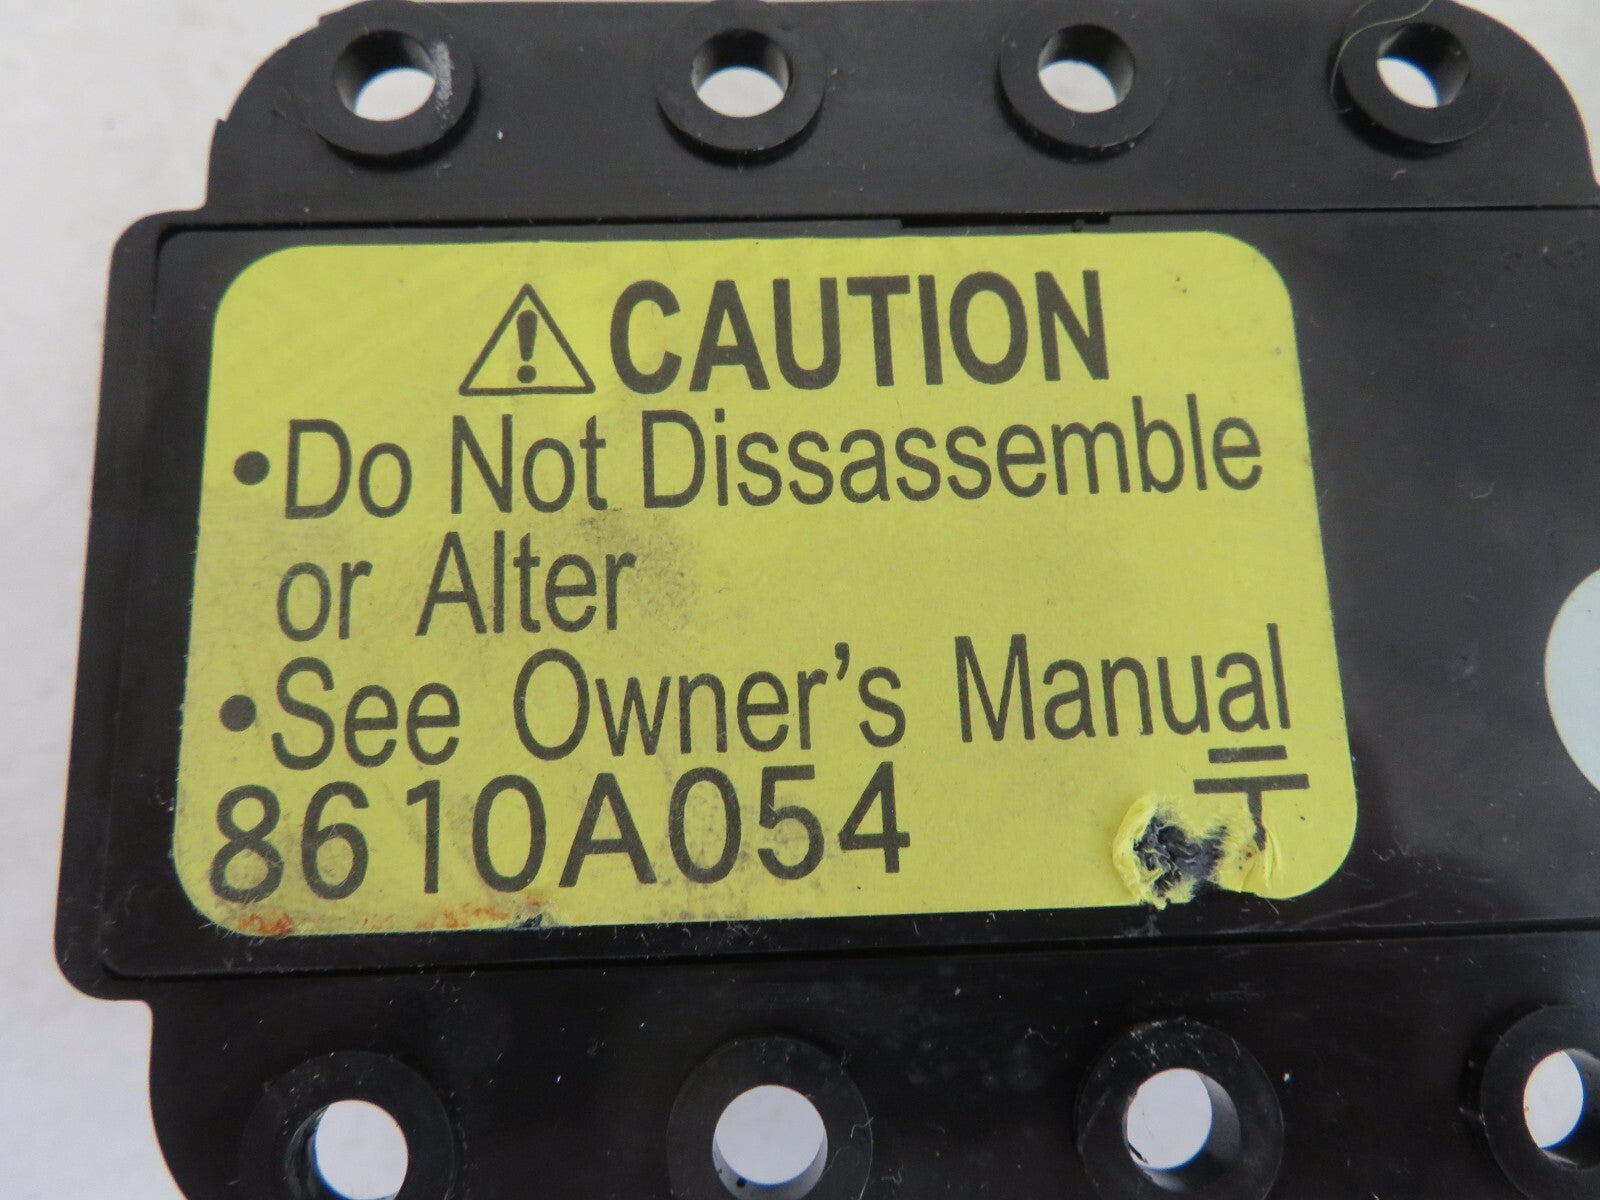 CAUTION
•Do Not Dissassemble
or Alter
•See Owner's Manual
8610A054